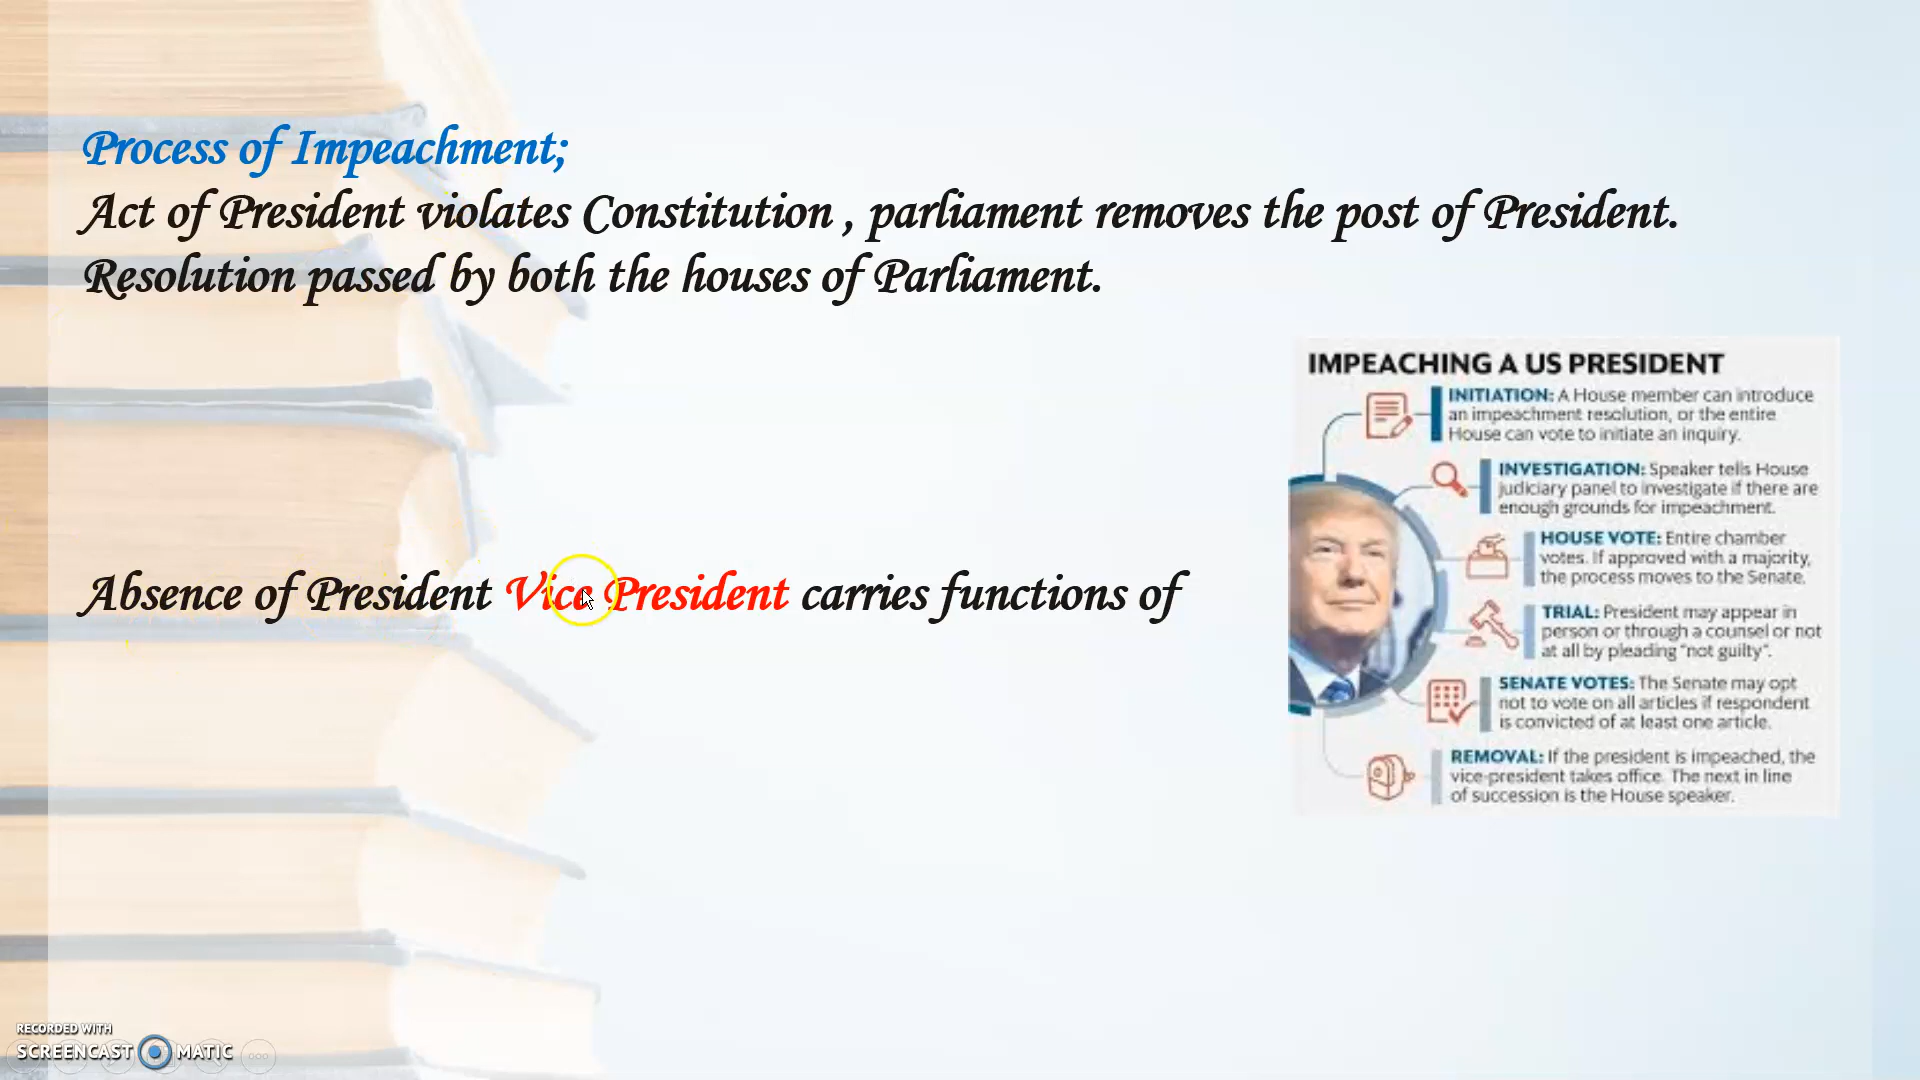 Process of Impeachment;
Act of President violates Constitution , parliament removes the post of President.
Resolution passed by both the houses of Parliament.
Absence of President Vice President carries functions of
IMPEACHING A US PRESIDENT
INITIATION: A House member can introduce
an impeachment resolution, or the entire
House can vote to initiate an inquiry.
INVESTIGATION: Speaker tells House
judiciary panel to investigate if there are
enough grounds for impeachment.
HOUSE VOTE: Entire chamber
votes. If approved with a majority,
the process moves to the Senate.
TRIAL: President may appear in
person or through a counsel or not
at all by pleading "not guilty".
SENATE VOTES: The Senate may opt
not to vote on all articles if respondent
is convicted of at least one article.
REMOVAL: If the president is impeached, the
vice-president takes office. The next in line
of succession is the House speaker.
RECORDED WITH
SCREENCAST MATIC